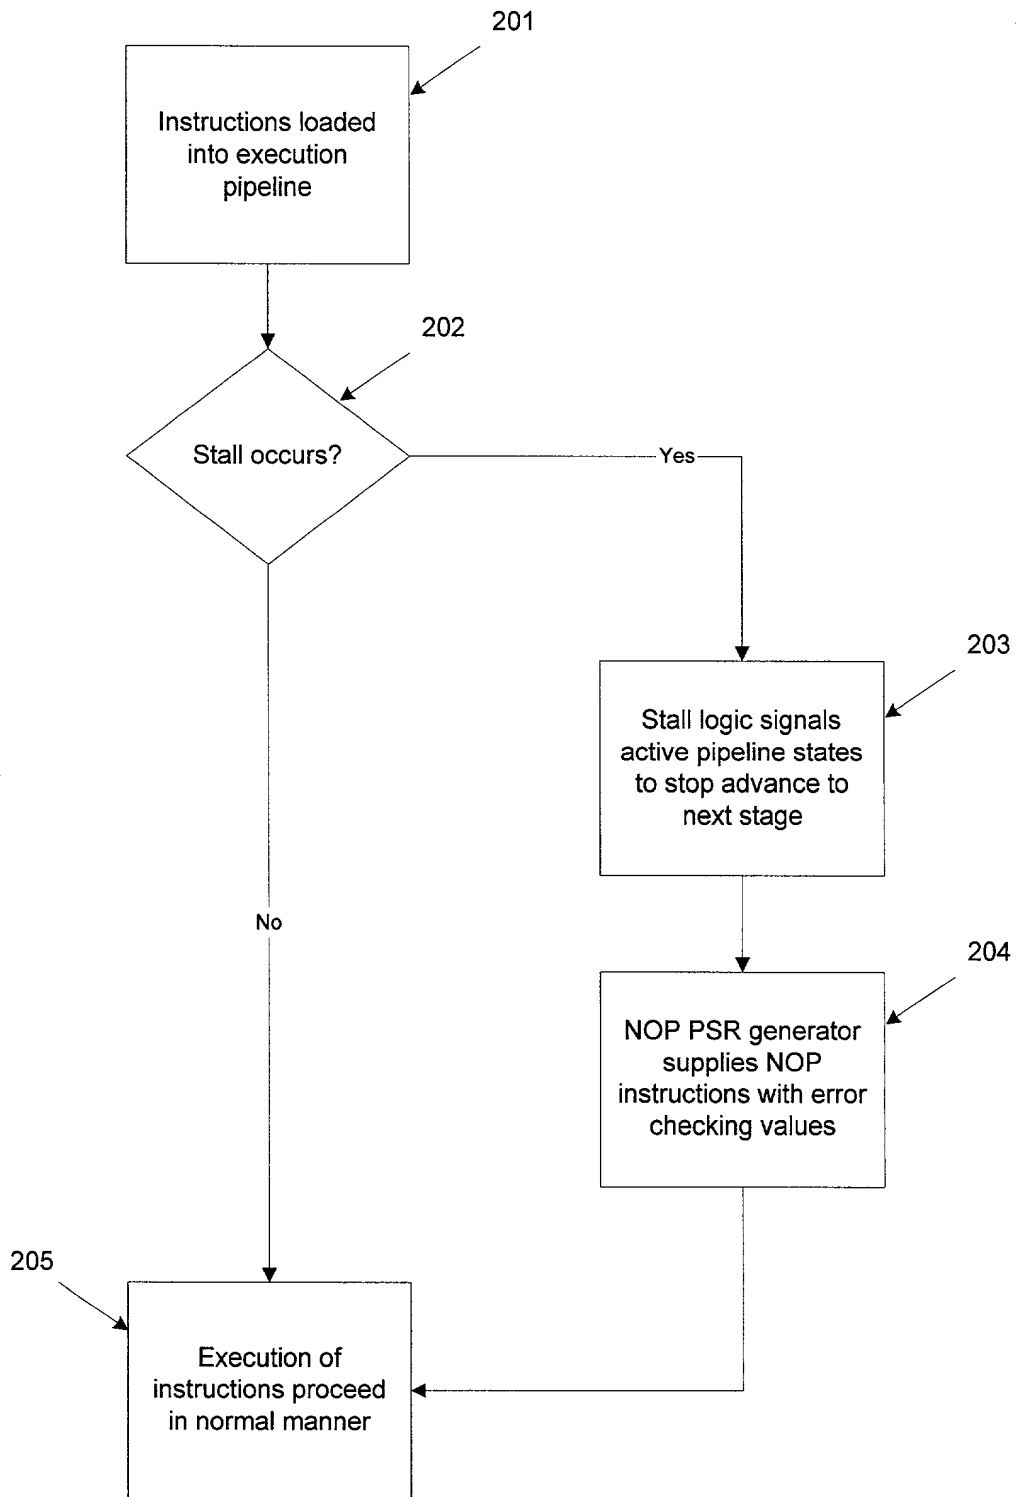 201
Instructions loaded
into execution
pipeline
202
Stall occurs?
Yes
203
Stall logic signals
active pipeline states
to stop advance to
next stage
No
204
NOP PSR generator
supplies NOP
instructions with error
checking values
205
Execution of
instructions proceed
in normal manner